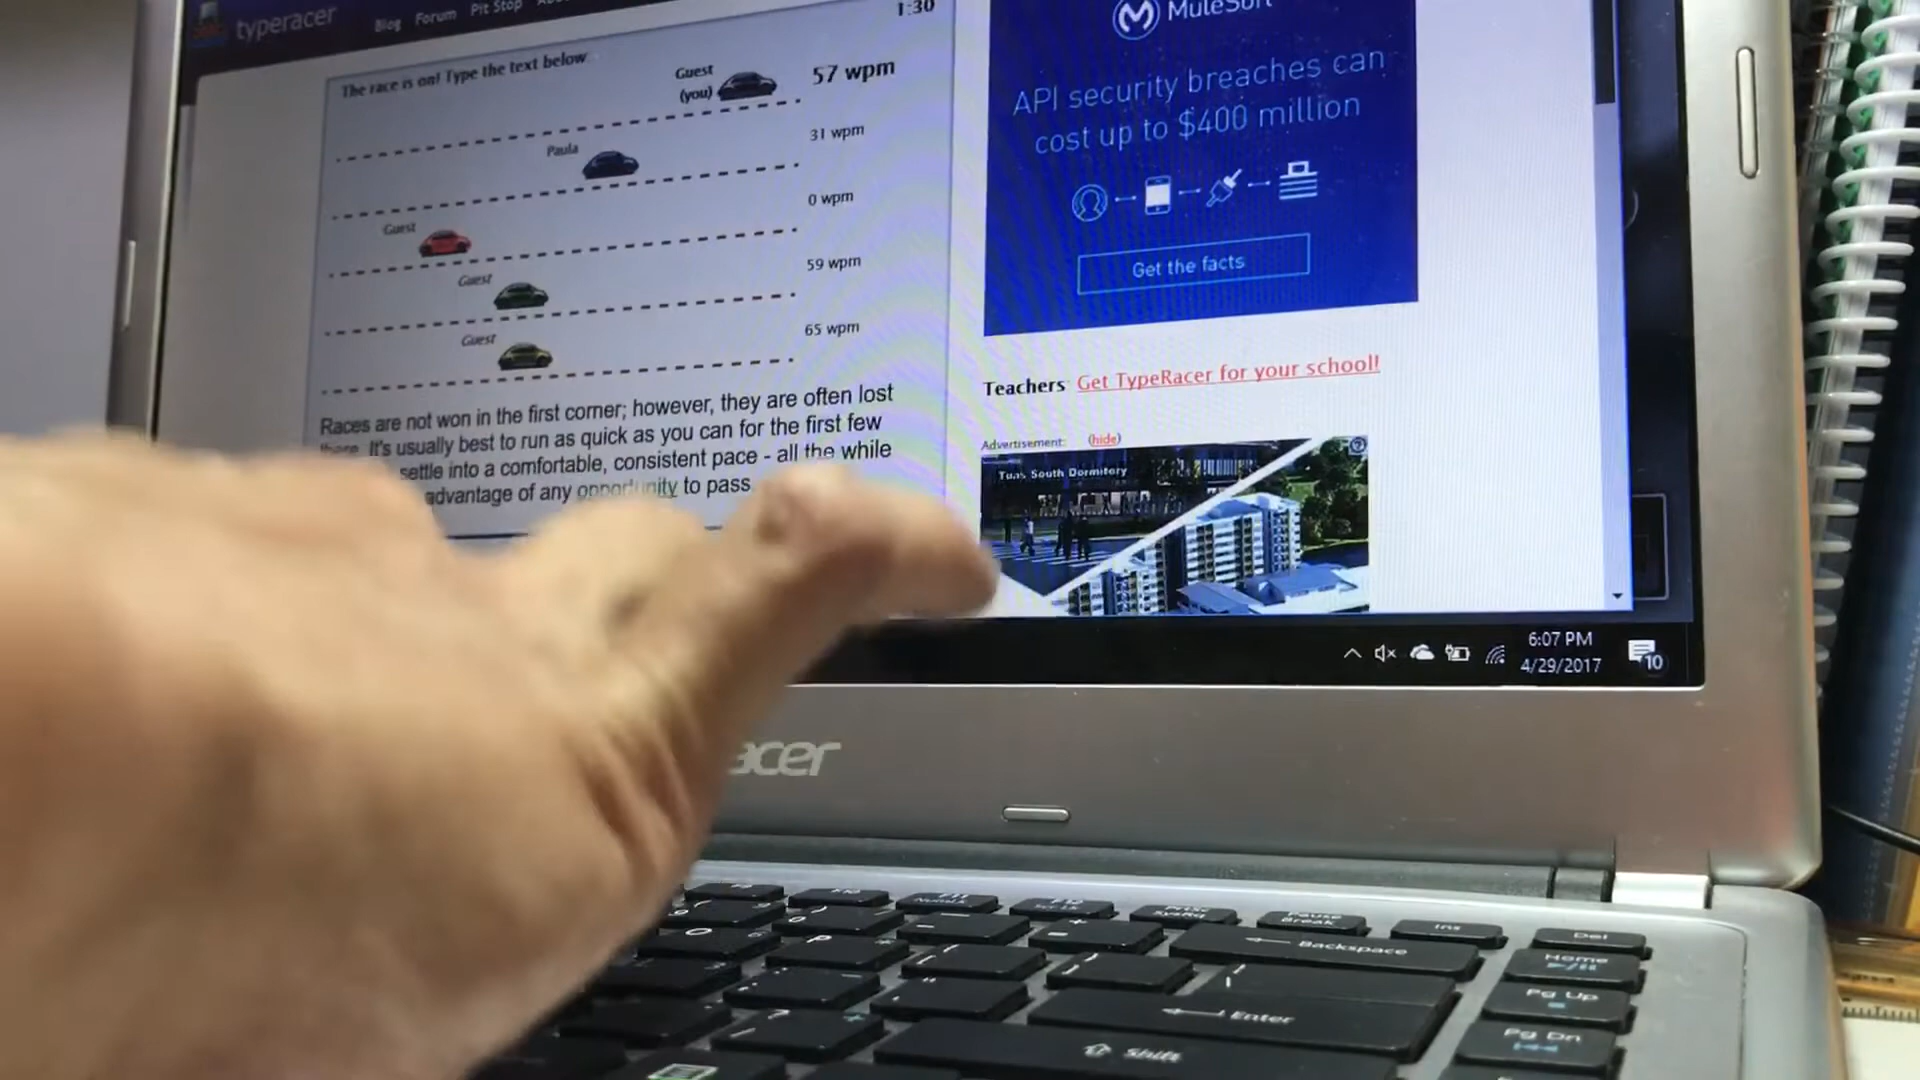 typeracer
Blog Forum Pit Stop
1:30
The race is on! Type the text below
Guest
(you)
57 wpm
Paula
31 wpm
Guest
0 wpm
Guest
59 wpm
Guest
65 wpm
Races are not won in the first corner; however, they are often lost
It's usually best to run as quick as you can for the first few
settle into a comfortable, consistent pace - all the while
advantage of any opportunity to pass
MuleSoft
API security breaches can
cost up to $400 million
Get the facts
Teachers: Get TypeRacer for your school!
Advertisement: (hide)
Tuas South Dormitory
6:07 PM
4/29/2017
10
acer
Pause
Break
Ins
Del
Backspace
Home
Enter
Pg Up
Shift
Pg Dn